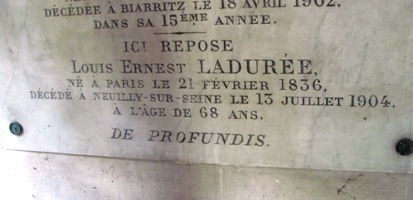 DÉCÉDÉE À BIARRITZ LE 18 AVRIL 1902,
DANS SA 15ÈME ANNÉE.
ICI REPOSE
LOUIS ERNEST LADURÉE,
NÉ À PARIS LE 21 FÉVRIER 1836,
DÉCÉDÉ À NEUILLY-SUR-SEINE LE 13 JUILLET 1904,
À L'ÂGE DE 68 ANS.
DE PROFUNDIS.